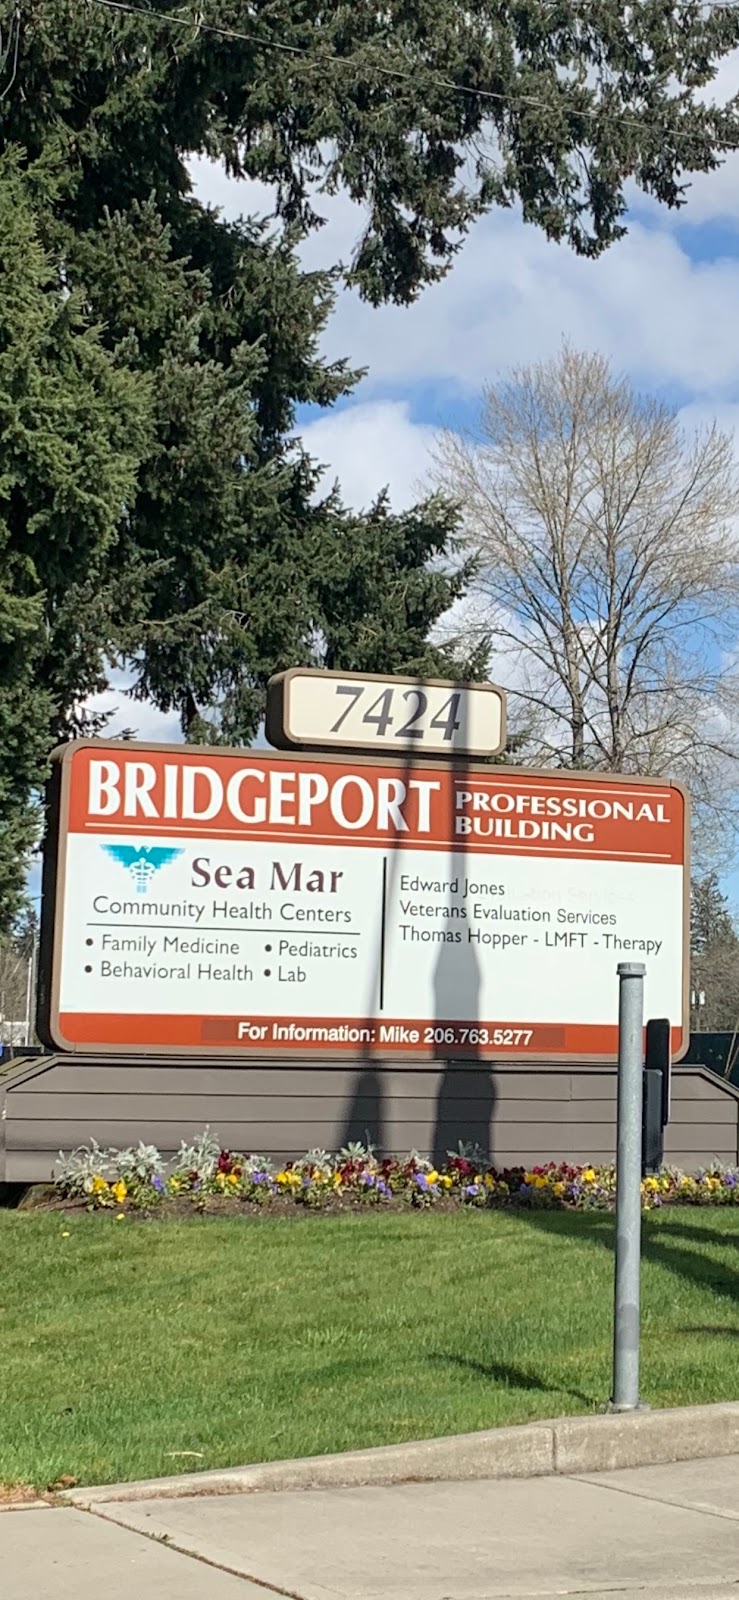 7424
BRIDGEPORT
PROFESSIONAL
BUILDING
Sea Mar
Community Health Centers
• Family Medicine • Pediatrics
• Behavioral Health • Lab
Edward Jones
Veterans Evaluation Services
Thomas Hopper - LMFT - Therapy
For Information: Mike 206.763.5277